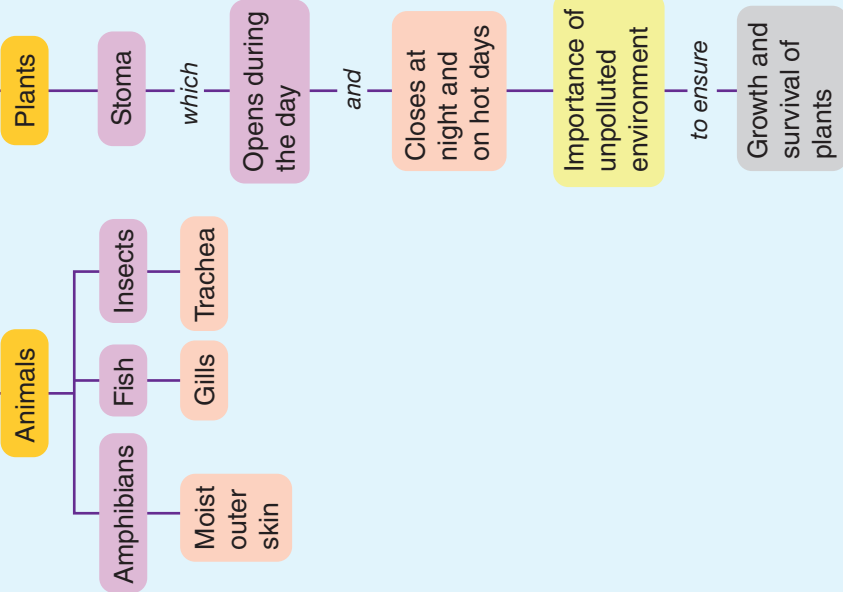 Animals
Amphibians
Moist
outer
skin
Fish
Gills
Insects
Trachea
Plants
Stoma
which
Opens during
the day
and
Closes at
night and
on hot days
Importance of
unpolluted
environment
to ensure
Growth and
survival of
plants